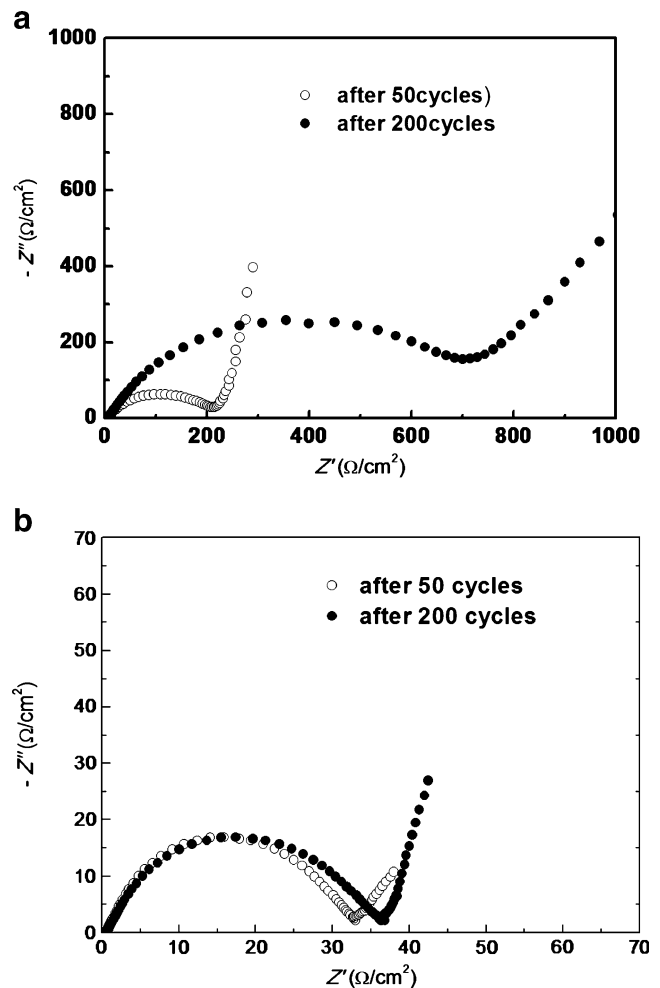 a
1000
800
600
400
200
0
- Z″(Ω/cm²)
after 50cycles)
after 200cycles
0 200 400 600 800 1000
Z′(Ω/cm²)
b
70
60
50
40
30
20
10
0
- Z″(Ω/cm²)
after 50 cycles
after 200 cycles
0 10 20 30 40 50 60 70
Z′(Ω/cm²)